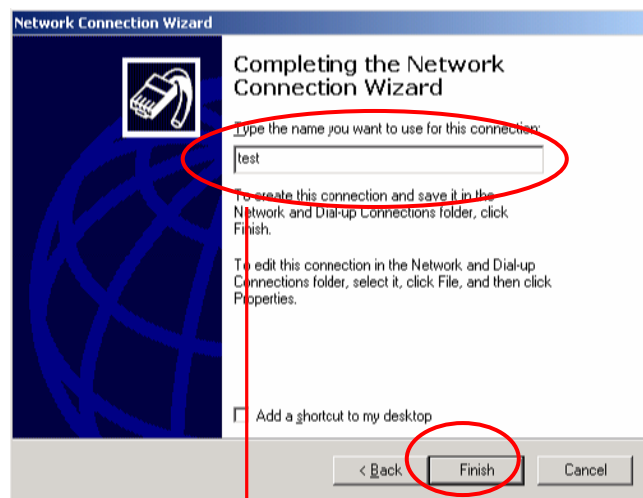 Network Connection Wizard
Completing the Network
Connection Wizard
Type the name you want to use for this connection:
test
To create this connection and save it in the
Network and Dial-up Connections folder, click
Finish.
To edit this connection in the Network and Dial-up
Connections folder, select it, click File, and then click
Properties.
Add a shortcut to my desktop
< Back
Finish
Cancel